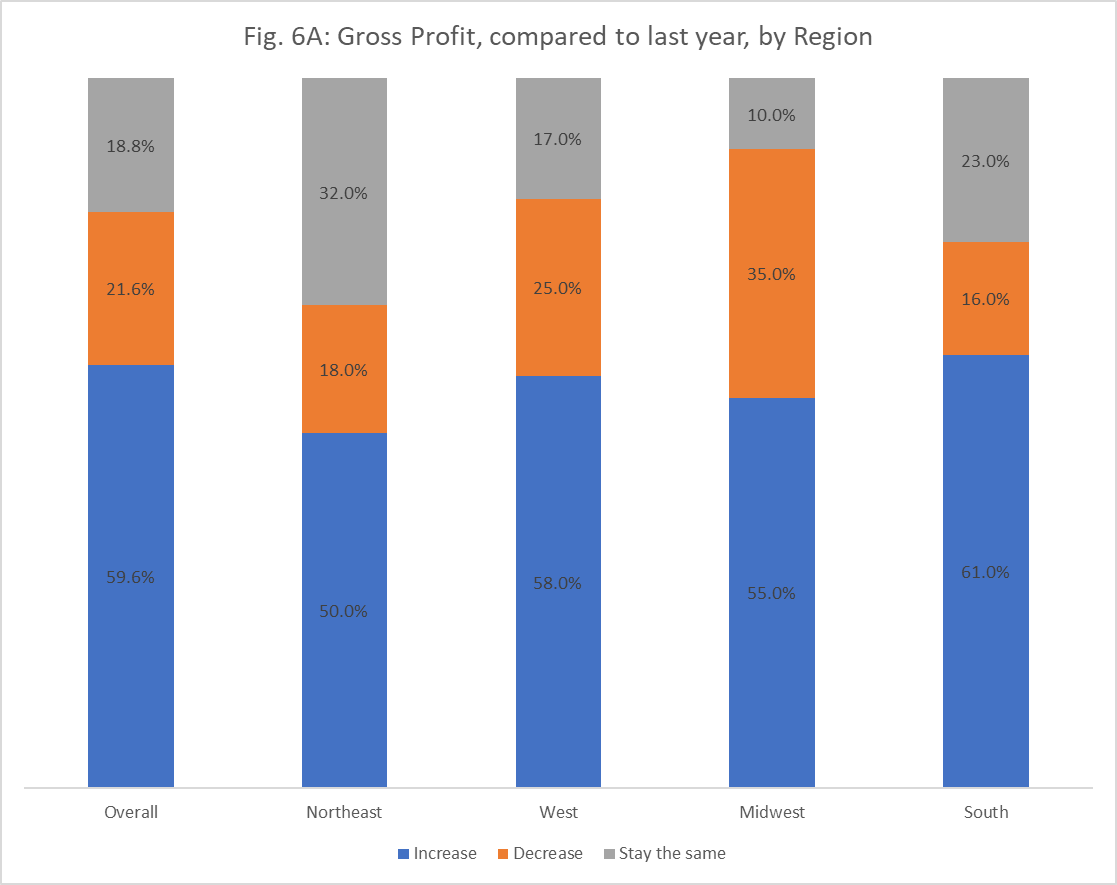 Fig. 6A: Gross Profit, compared to last year, by Region
18.8%
32.0%
17.0%
10.0%
23.0%
21.6%
18.0%
25.0%
35.0%
16.0%
59.6%
50.0%
58.0%
55.0%
61.0%
Overall
Northeast
West
Midwest
South
Increase
Decrease
Stay the same